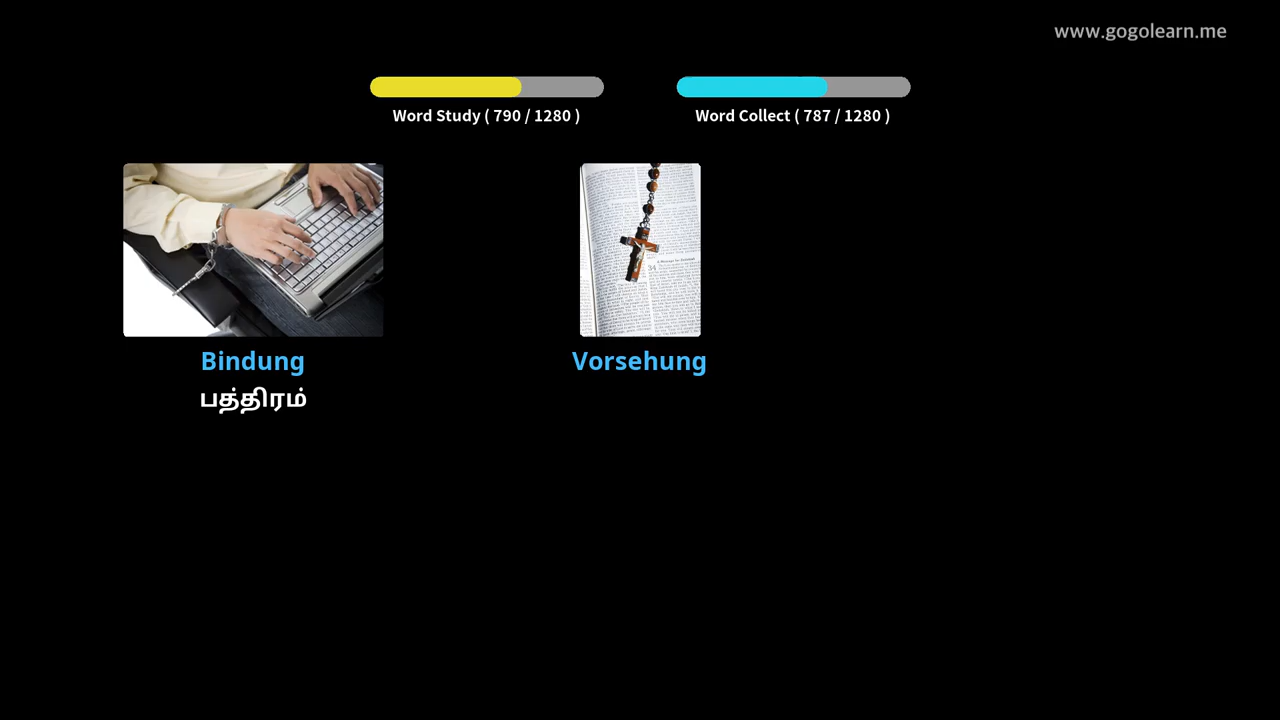 www.gogolearn.me
Word Study ( 790 / 1280 )
Word Collect ( 787 / 1280 )
Bindung
Vorsehung
பத்திரம்